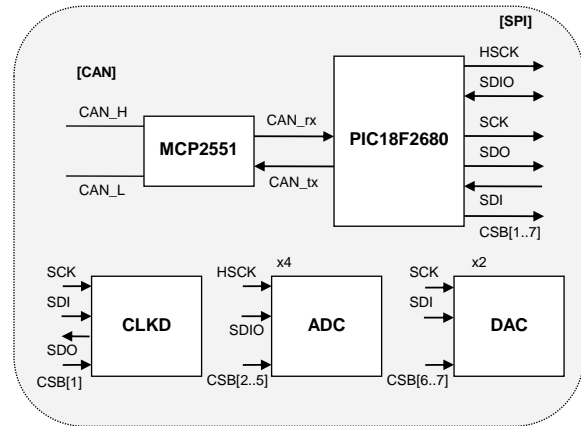 [SPI]
HSCK
[CAN]
SDIO
CAN_H
CAN_rx
SCK
MCP2551
PIC18F2680
SDO
CAN_L
CAN_tx
SDI
CSB[1..7]
SCK
SDI
SDO
CSB[1]
CLKD
x4
HSCK
SDIO
CSB[2..5]
ADC
x2
SCK
SDI
CSB[6..7]
DAC